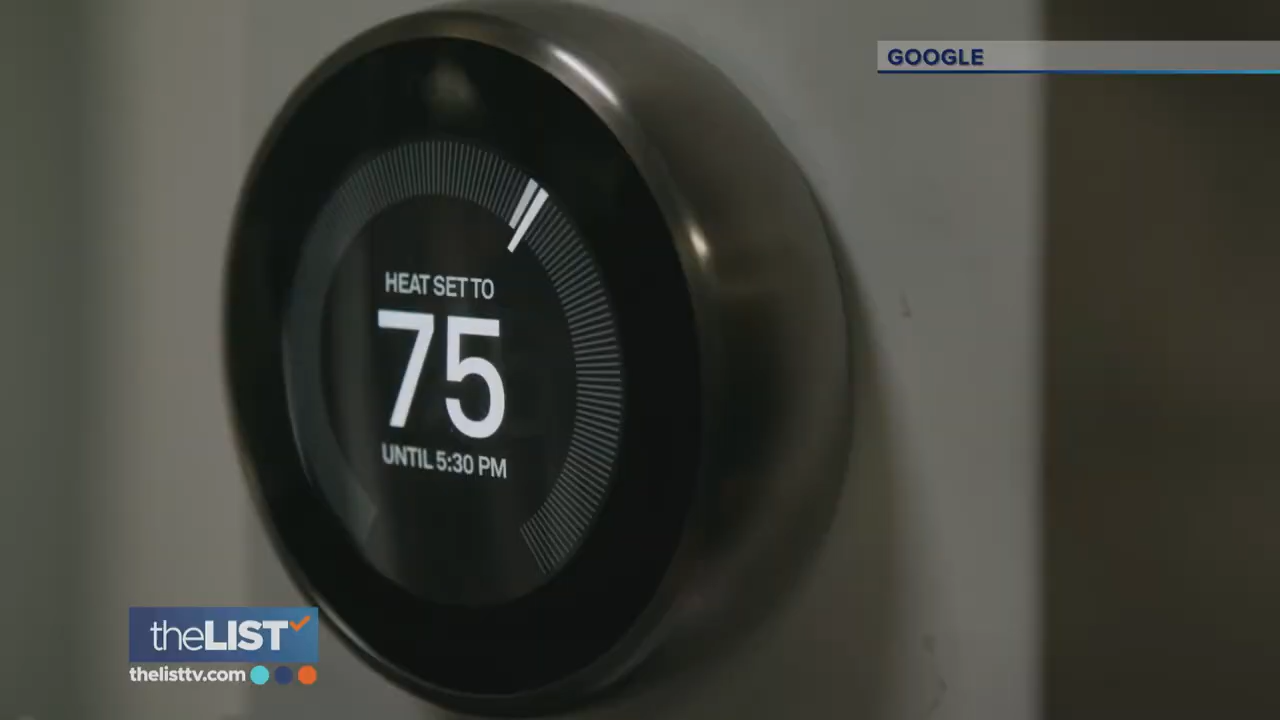 GOOGLE
HEAT SET TO
75
UNTIL 5:30 PM
theLIST
thelisttv.com